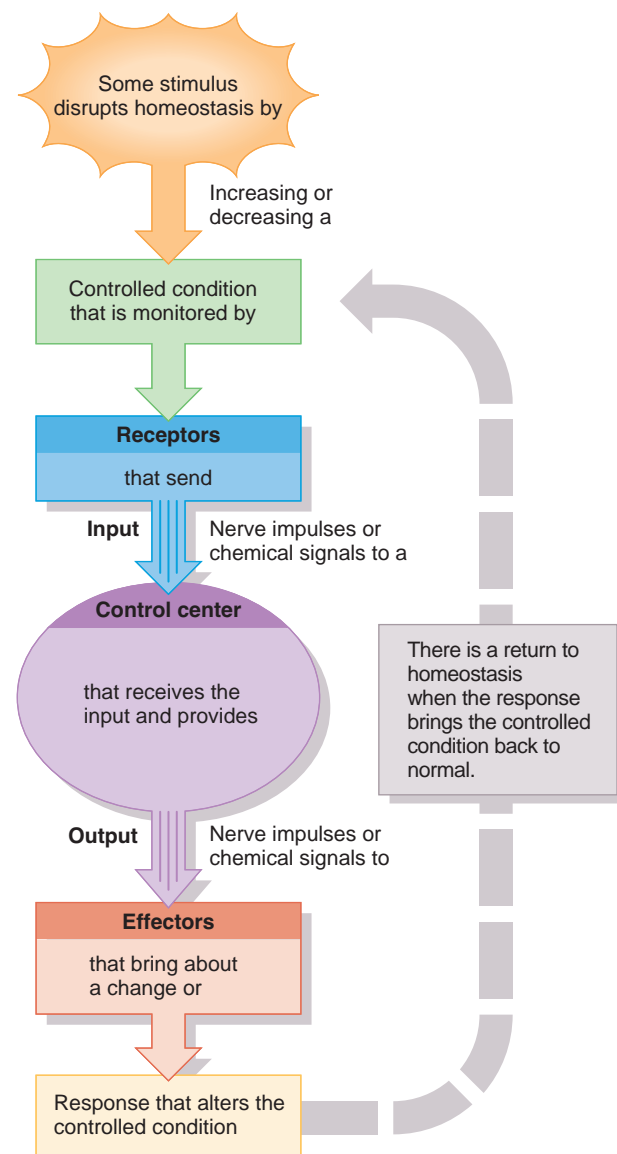 Some stimulus
disrupts homeostasis by
Increasing or
decreasing a
Controlled condition
that is monitored by
Receptors
that send
Input
Nerve impulses or
chemical signals to a
Control center
that receives the
input and provides
Output
Nerve impulses or
chemical signals to
Effectors
that bring about
a change or
Response that alters the
controlled condition
There is a return to
homeostasis
when the response
brings the controlled
condition back to
normal.